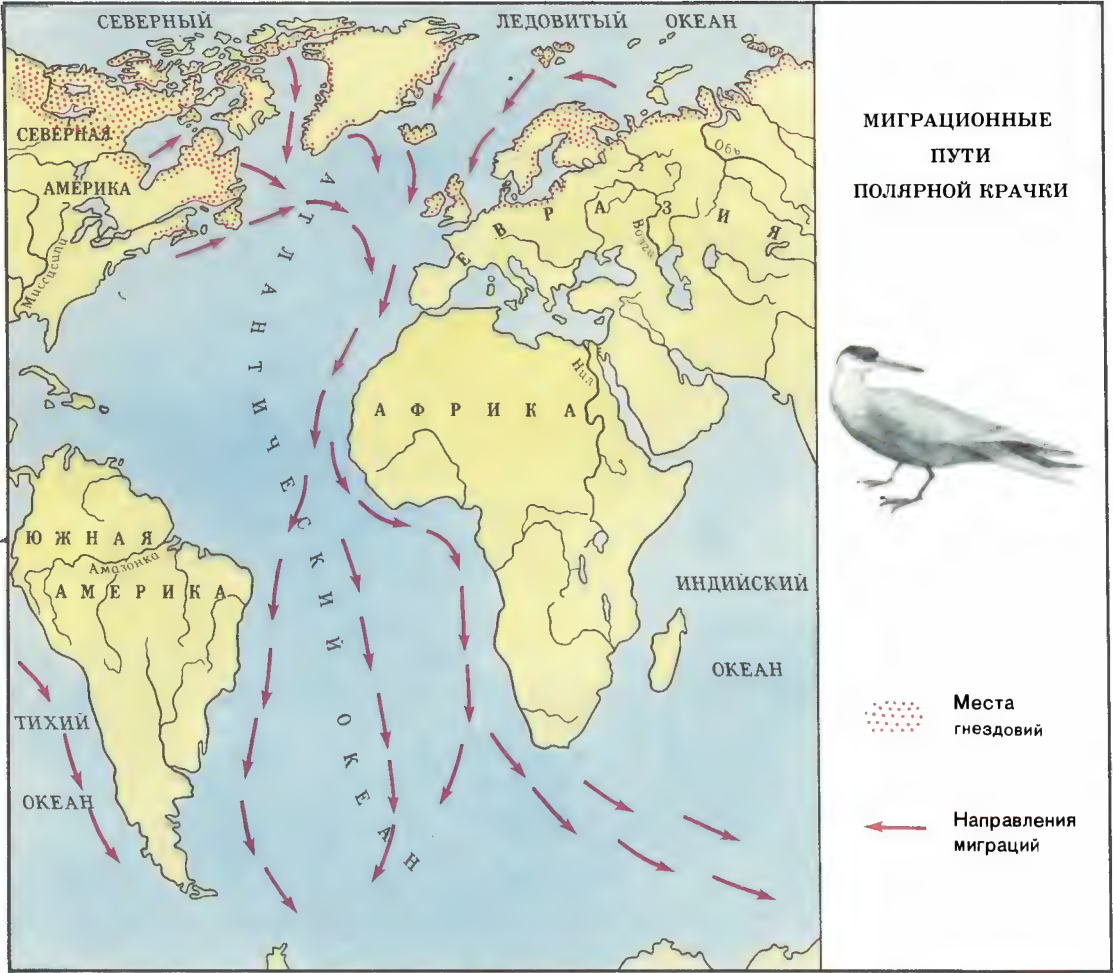 СЕВЕРНЫЙ ЛЕДОВИТЫЙ ОКЕАН
СЕВЕРНАЯ
АМЕРИКА
Миссисипи
АТЛАНТИЧЕСКИЙ ОКЕАН
ЕВРАЗИЯ
Обь
Волга
АФРИКА
Нил
ЮЖНАЯ
Амазонка
АМЕРИКА
ТИХИЙ
ОКЕАН
ИНДИЙСКИЙ
ОКЕАН
МИГРАЦИОННЫЕ
ПУТИ
ПОЛЯРНОЙ КРАЧКИ
Места
гнездовий
Направления
миграций